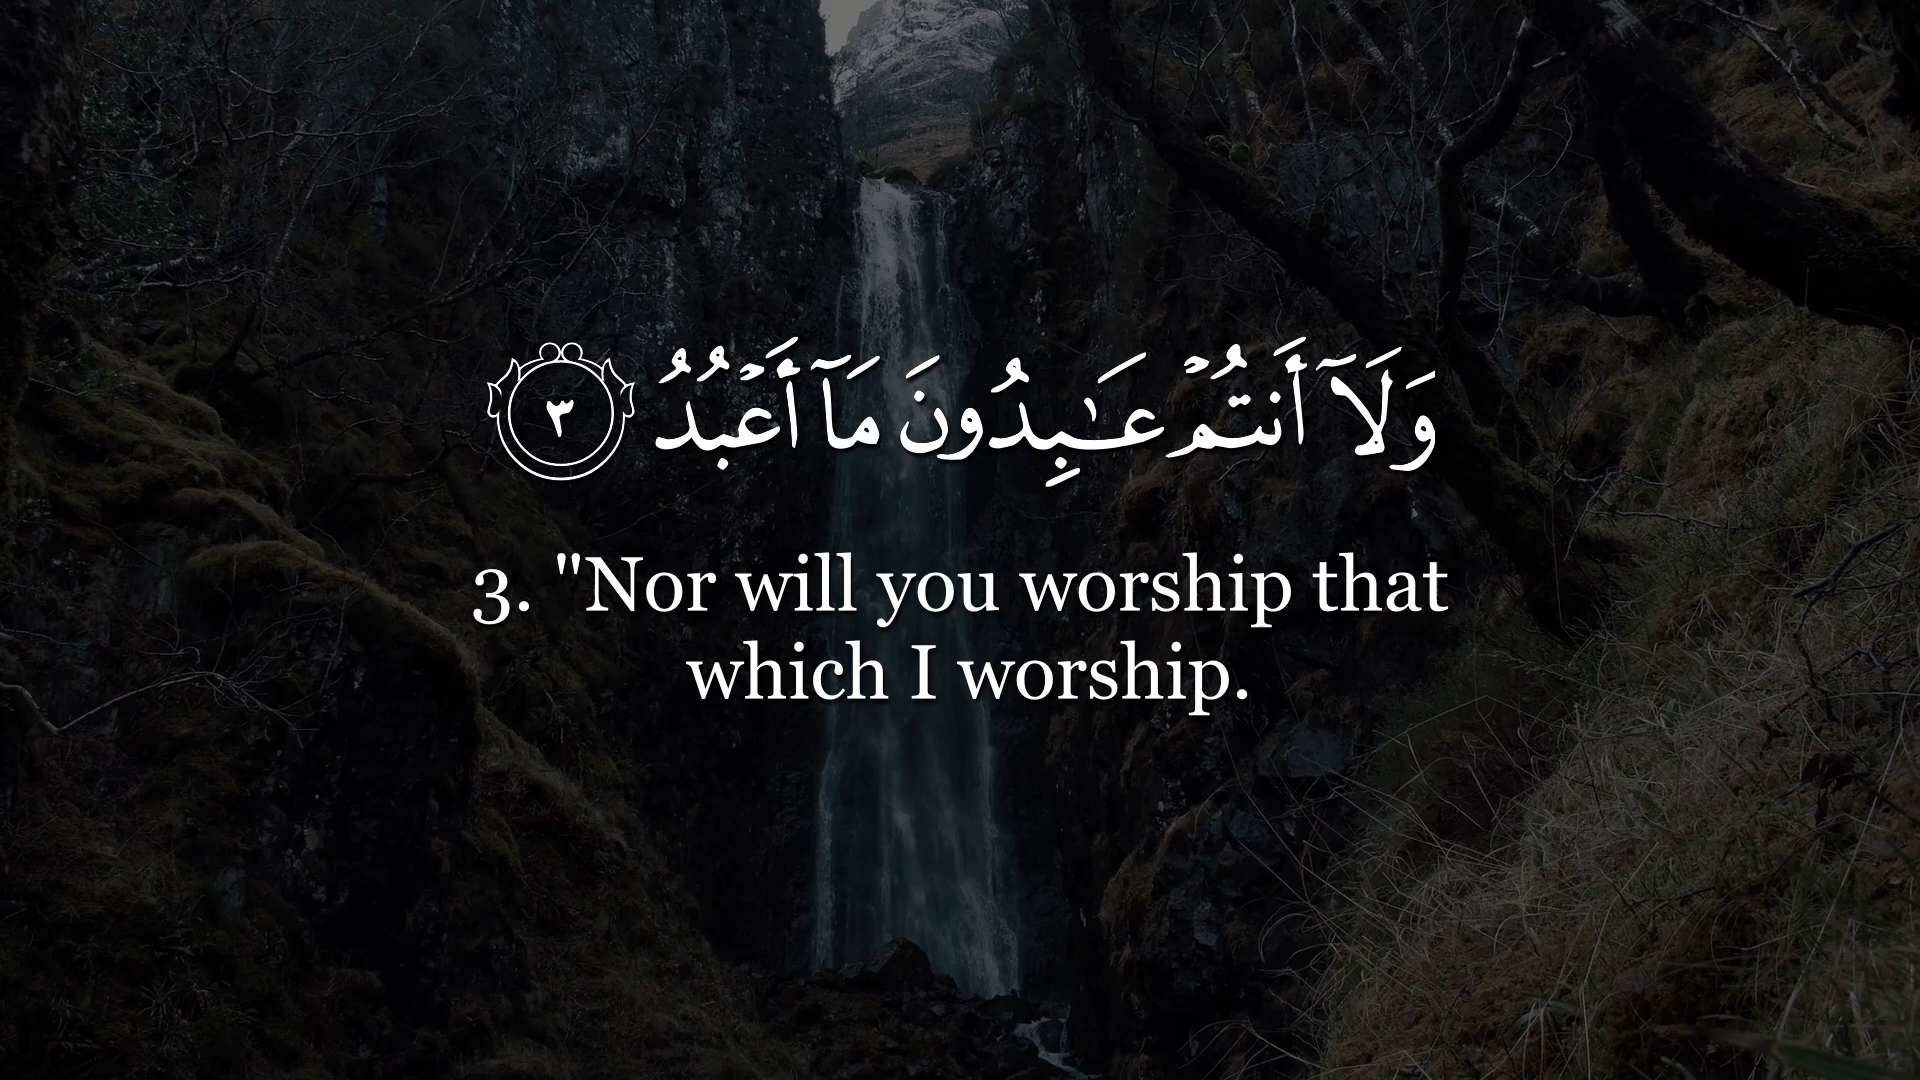 وَلَآ أَنتُمۡ عَـٰبِدُونَ مَآ أَعۡبُدُ ٣
3. "Nor will you worship that
which I worship.